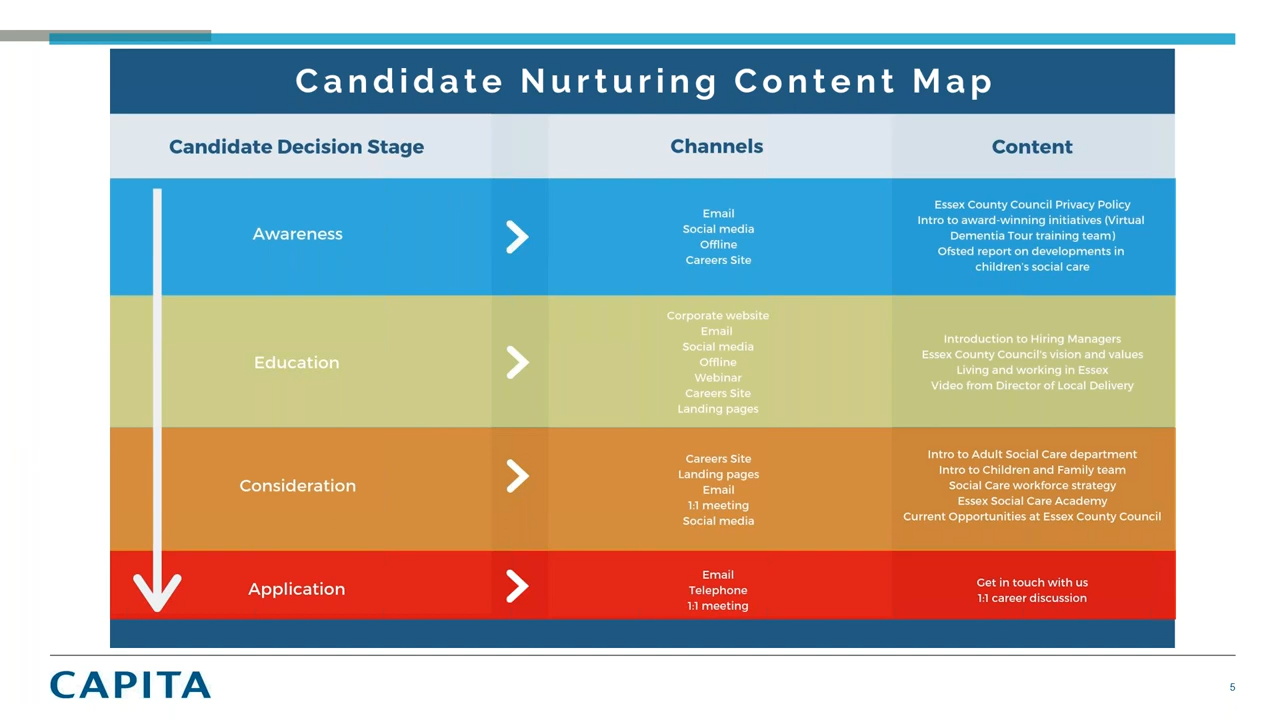 Candidate Nurturing Content Map
Candidate Decision Stage
Channels
Content
Awareness
Email
Social media
Offline
Careers Site
Essex County Council Privacy Policy
Intro to award-winning initiatives (Virtual
Dementia Tour training team)
Ofsted report on developments in
children's social care
Education
Corporate website
Email
Social media
Offline
Webinar
Careers Site
Landing pages
Introduction to Hiring Managers
Essex County Council's vision and values
Living and working in Essex
Video from Director of Local Delivery
Consideration
Careers Site
Landing pages
Email
1:1 meeting
Social media
Intro to Adult Social Care department
Intro to Children and Family team
Social Care workforce strategy
Essex Social Care Academy
Current Opportunities at Essex County Council
Application
Email
Telephone
1:1 meeting
Get in touch with us
1:1 career discussion
CAPITA
5